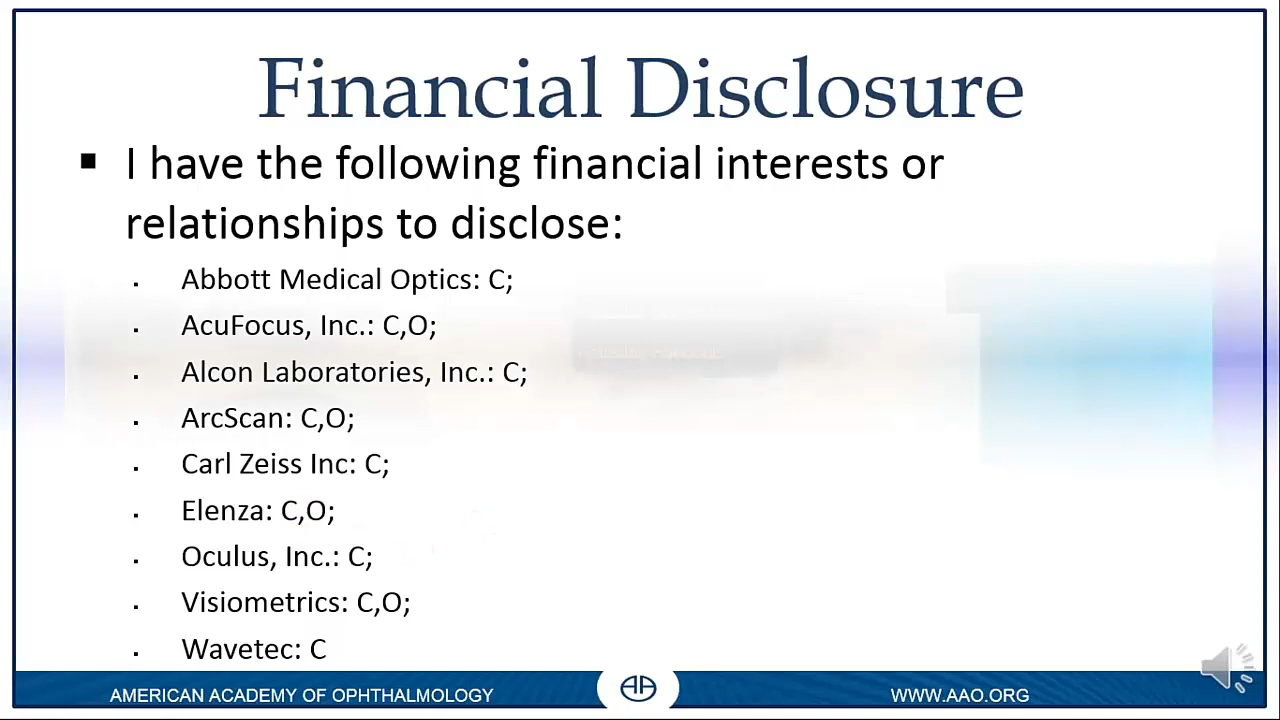 Financial Disclosure
▪ I have the following financial interests or
relationships to disclose:
▪ Abbott Medical Optics: C;
▪ AcuFocus, Inc.: C,O;
▪ Alcon Laboratories, Inc.: C;
▪ ArcScan: C,O;
▪ Carl Zeiss Inc: C;
▪ Elenza: C,O;
▪ Oculus, Inc.: C;
▪ Visiometrics: C,O;
▪ Wavetec: C
AMERICAN ACADEMY OF OPHTHALMOLOGY
WWW.AAO.ORG